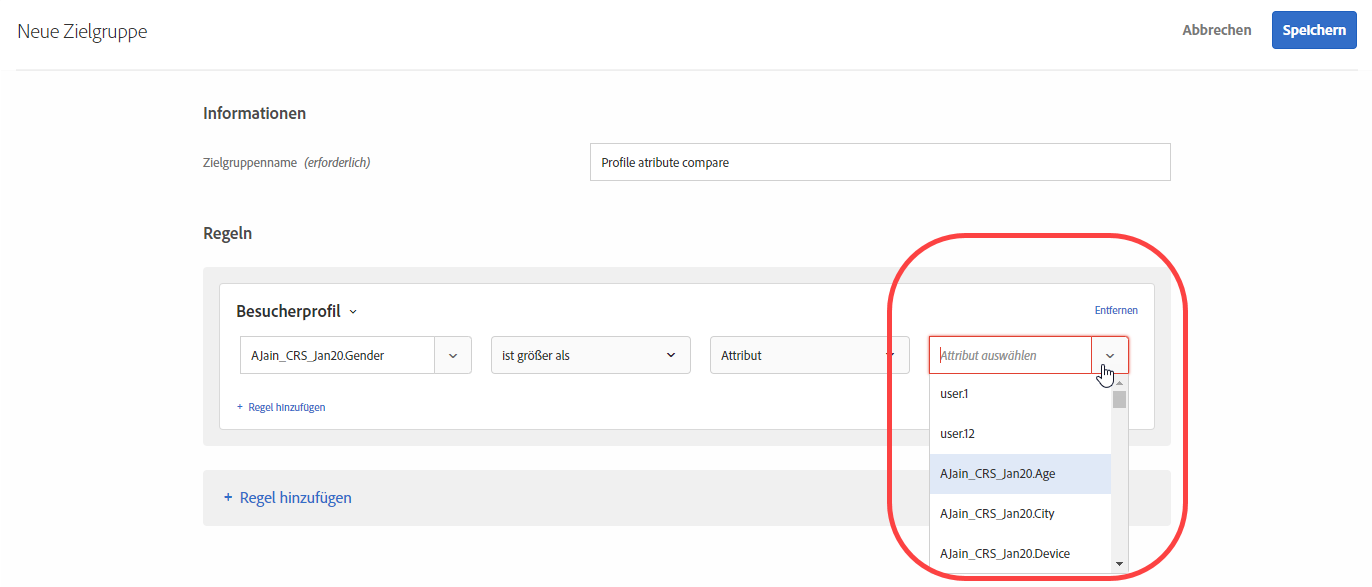 Neue Zielgruppe
Abbrechen
Speichern
Informationen
Zielgruppenname (erforderlich)
Profile atribute compare
Regeln
Besucherprofil
Entfernen
AJain_CRS_Jan20.Gender
ist größer als
Attribut
Attribut auswählen
+ Regel hinzufügen
user.1
user.12
AJain_CRS_Jan20.Age
AJain_CRS_Jan20.City
AJain_CRS_Jan20.Device
+ Regel hinzufügen